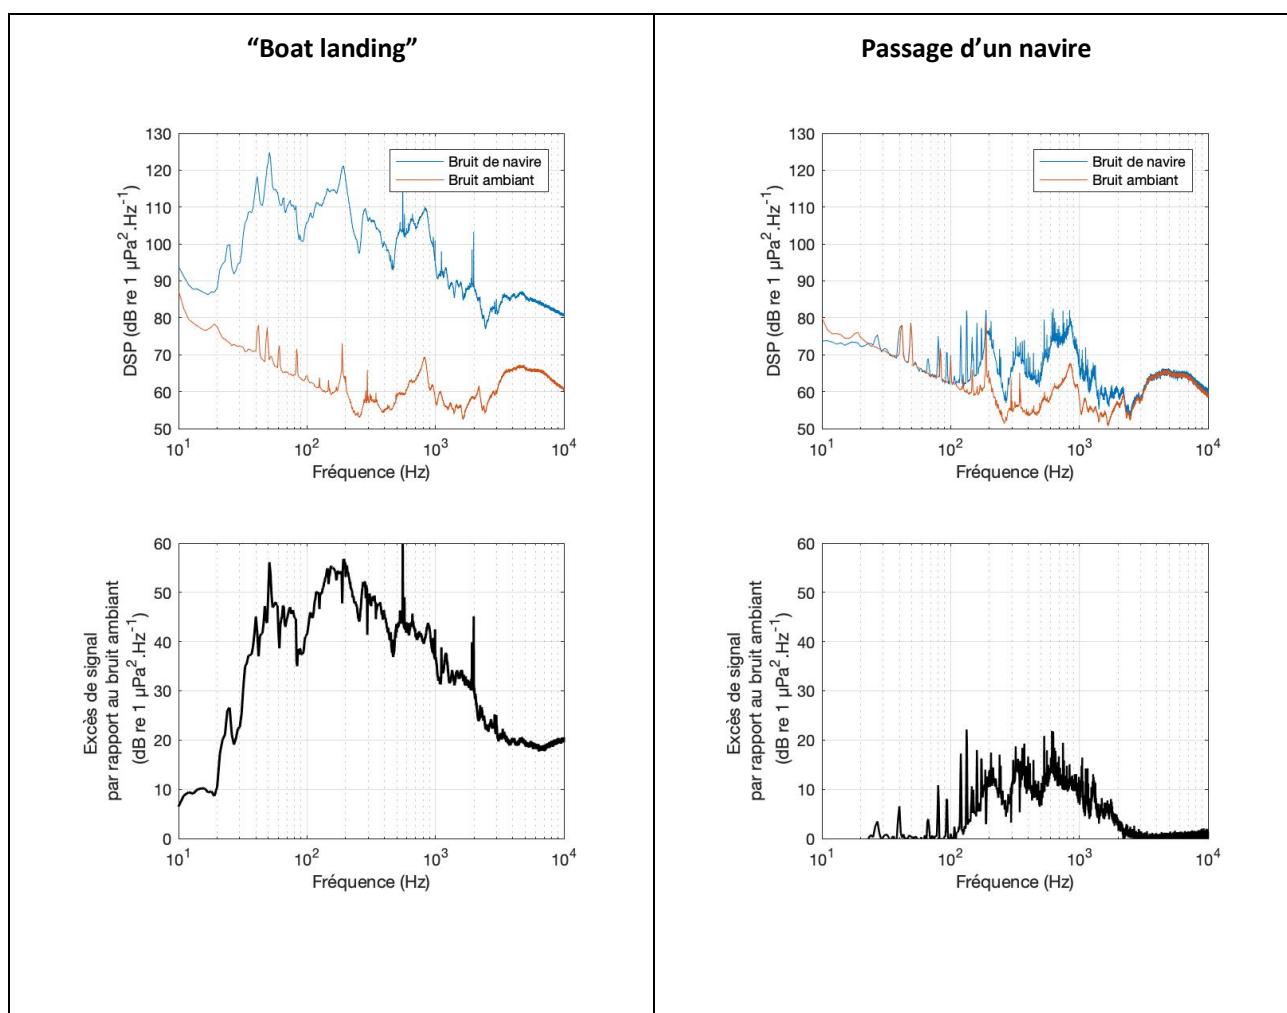 “Boat landing”
130
120
110
100
90
80
70
60
50
DSP (dB re 1 µPa².Hz⁻¹)
Bruit de navire
Bruit ambiant
10¹ 10² 10³ 10⁴
Fréquence (Hz)
60
50
40
30
20
10
0
Excès de signal
par rapport au bruit ambiant
(dB re 1 µPa².Hz⁻¹)
10¹ 10² 10³ 10⁴
Fréquence (Hz)
Passage d’un navire
130
120
110
100
90
80
70
60
50
DSP (dB re 1 µPa².Hz⁻¹)
Bruit de navire
Bruit ambiant
10¹ 10² 10³ 10⁴
Fréquence (Hz)
60
50
40
30
20
10
0
Excès de signal
par rapport au bruit ambiant
(dB re 1 µPa².Hz⁻¹)
10¹ 10² 10³ 10⁴
Fréquence (Hz)